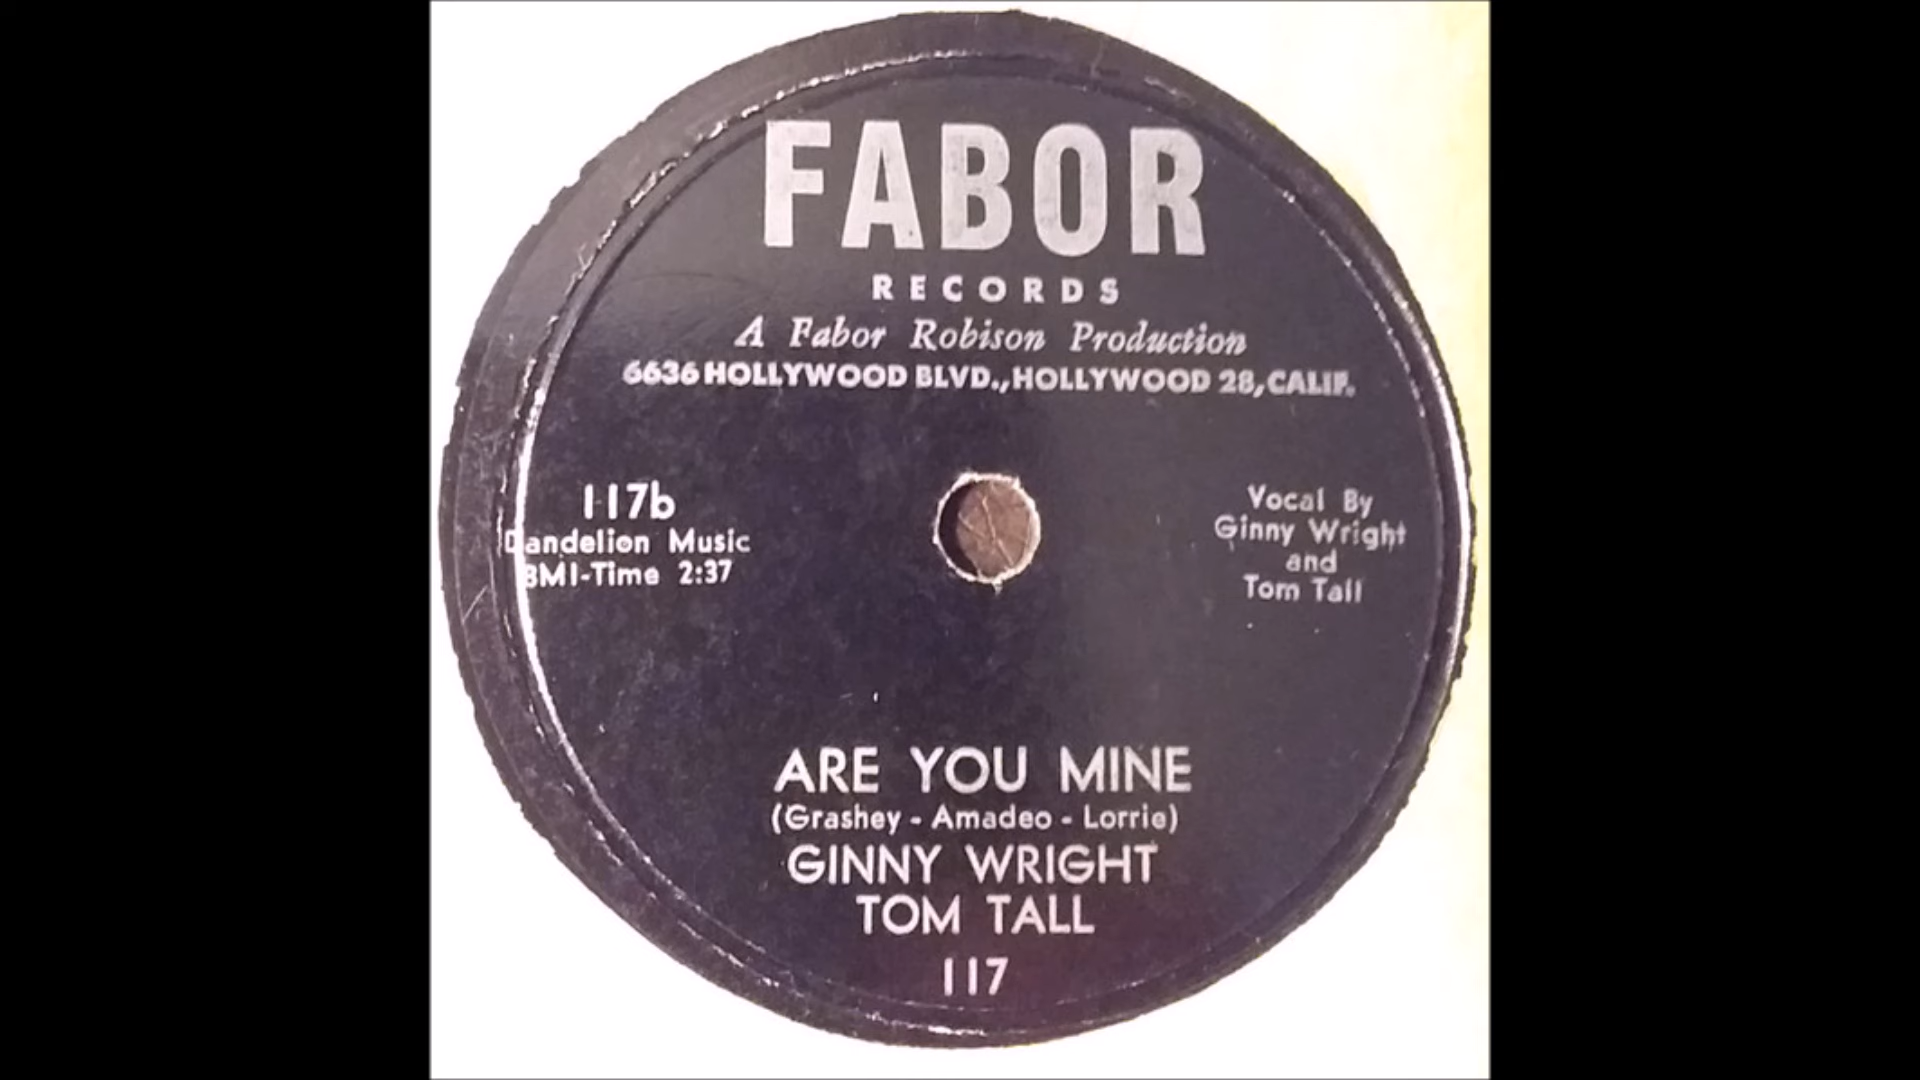 FABOR
RECORDS
A Fabor Robison Production
6636 HOLLYWOOD BLVD., HOLLYWOOD 28, CALIF.
117b
Dandelion Music
BMI-Time 2:37
Vocal By
Ginny Wright
and
Tom Tall
ARE YOU MINE
(Grashey - Amadeo - Lorrie)
GINNY WRIGHT
TOM TALL
117